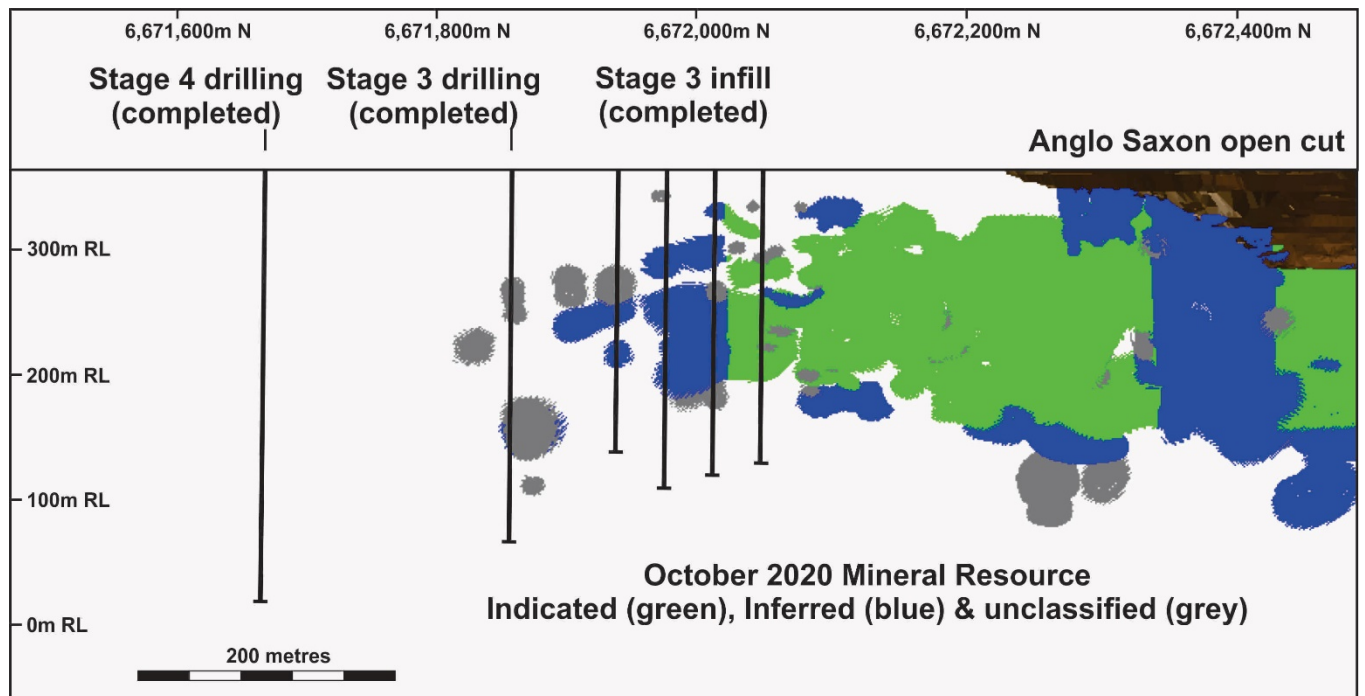 6,671,600m N 6,671,800m N 6,672,000m N 6,672,200m N 6,672,400m N
Stage 4 drilling Stage 3 drilling Stage 3 infill
(completed) (completed) (completed)
Anglo Saxon open cut
300m RL
200m RL
100m RL
October 2020 Mineral Resource
Indicated (green), Inferred (blue) & unclassified (grey)
0m RL
200 metres